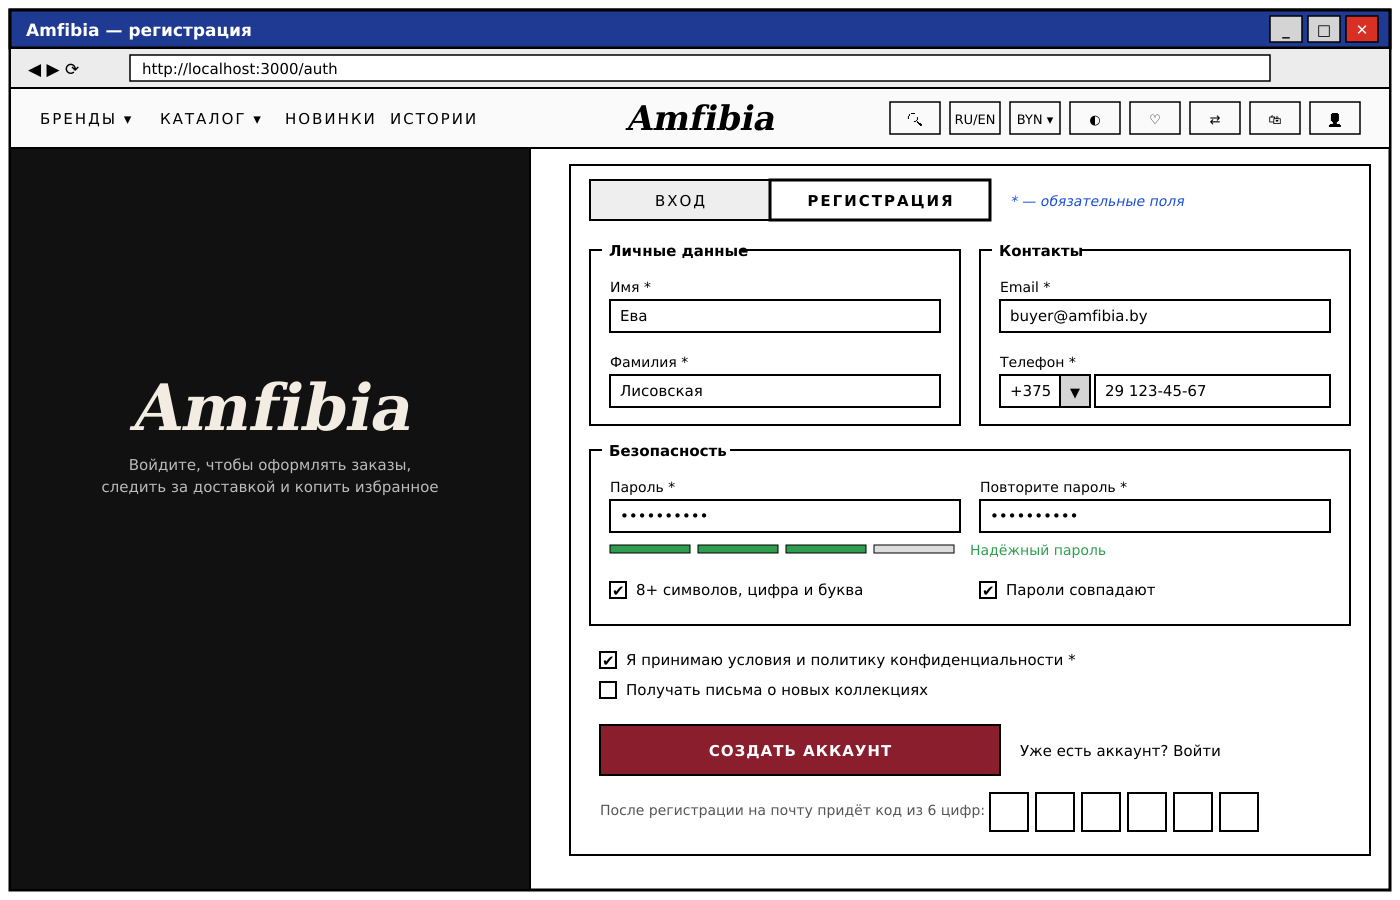 Amfibia — регистрация
http://localhost:3000/auth
БРЕНДЫ ▾ КАТАЛОГ ▾ НОВИНКИ ИСТОРИИ
Amfibia
RU/EN
BYN ▾
Amfibia
Войдите, чтобы оформлять заказы,
следить за доставкой и копить избранное
ВХОД
РЕГИСТРАЦИЯ
* — обязательные поля
Личные данные
Имя *
Ева
Фамилия *
Лисовская
Контакты
Email *
buyer@amfibia.by
Телефон *
+375 ▼ 29 123-45-67
Безопасность
Пароль *
••••••••••
Повторите пароль *
••••••••••
Надёжный пароль
✔ 8+ символов, цифра и буква
✔ Пароли совпадают
✔ Я принимаю условия и политику конфиденциальности *
Получать письма о новых коллекциях
СОЗДАТЬ АККАУНТ
Уже есть аккаунт? Войти
После регистрации на почту придёт код из 6 цифр: